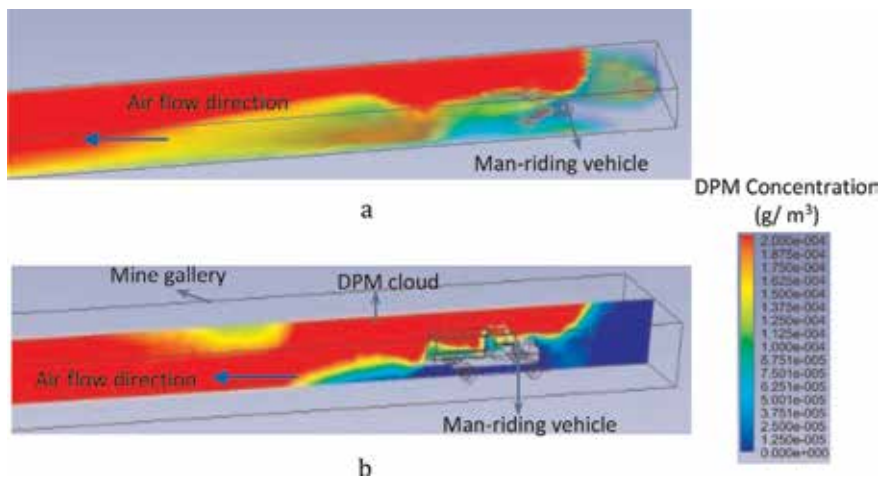 Air flow direction
Man-riding vehicle
a
DPM Concentration
(g/ m³)
2.000e-004
1.875e-004
1.750e-004
1.500e-004
1.375e-004
1.250e-004
1.125e-004
1.000e-004
8.751e-005
7.501e-005
6.251e-005
5.001e-005
3.751e-005
2.500e-005
1.250e-005
0.000e+000
Mine gallery
DPM cloud
Air flow direction
Man-riding vehicle
b